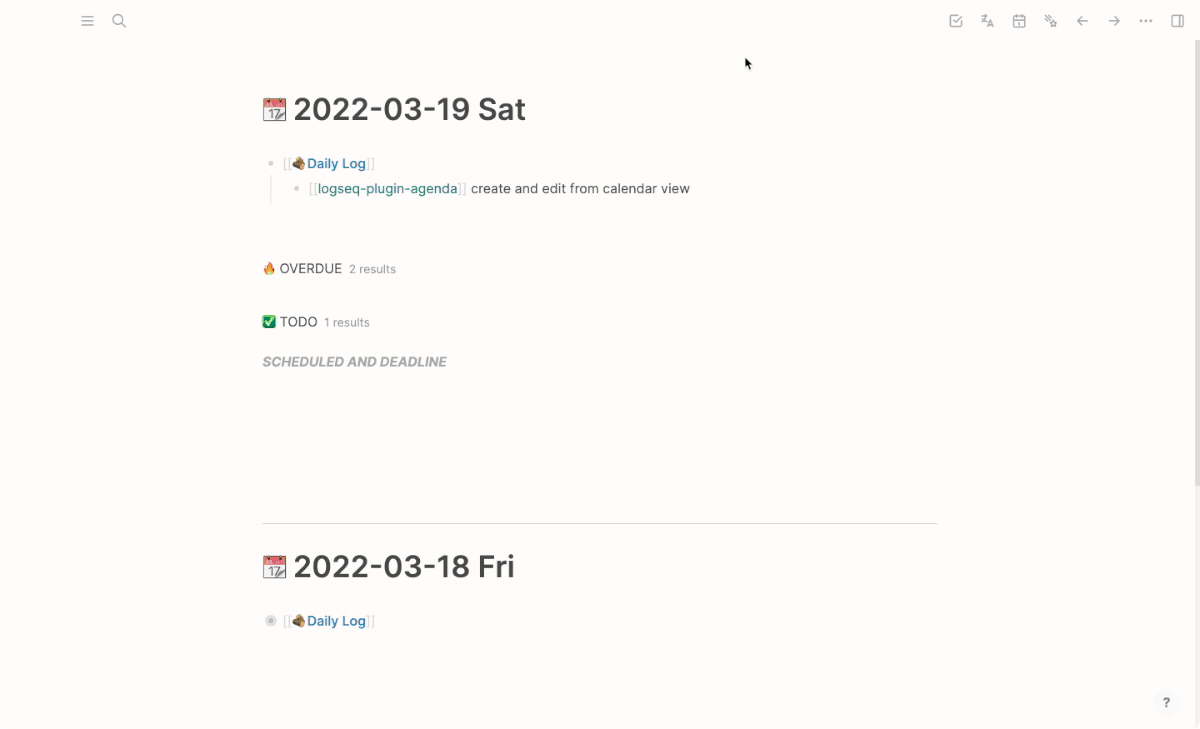 2022-03-19 Sat
[[Daily Log]]
[[logseq-plugin-agenda]] create and edit from calendar view
OVERDUE 2 results
TODO 1 results
SCHEDULED AND DEADLINE
2022-03-18 Fri
[[Daily Log]]
?